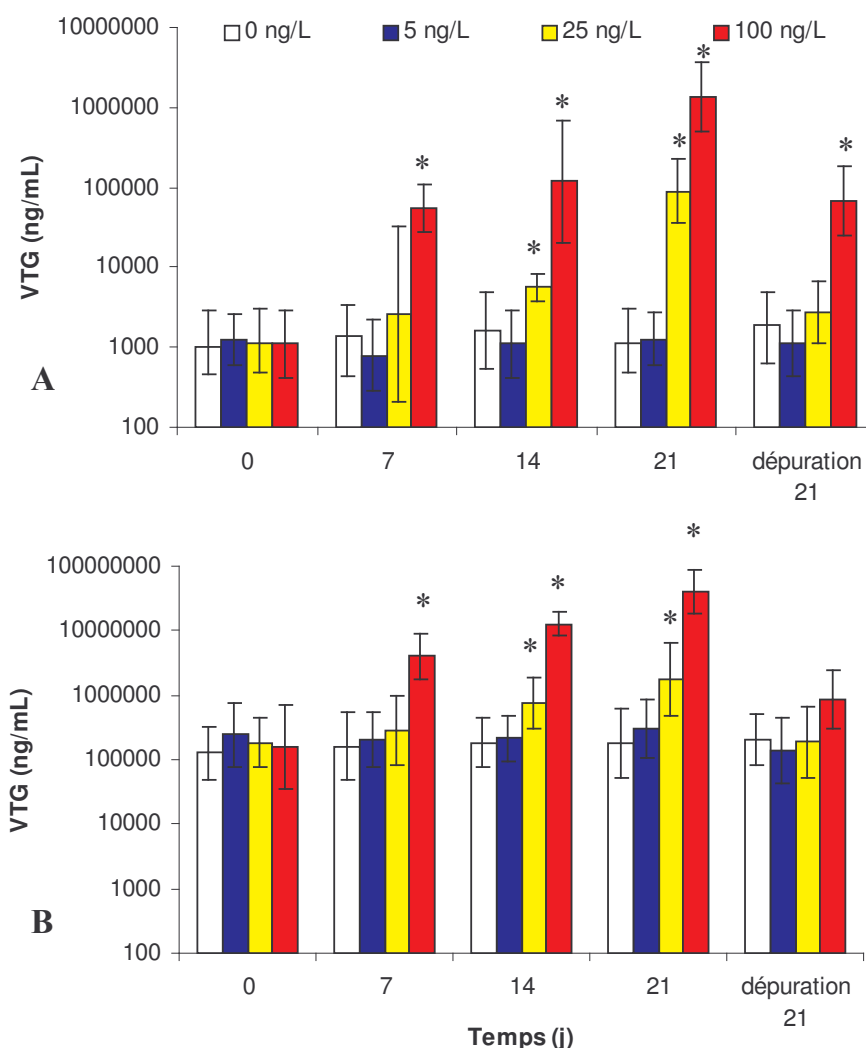 10000000
0 ng/L 5 ng/L 25 ng/L 100 ng/L
1000000
100000
10000
1000
100
VTG (ng/mL)
* * * * * *
A
0 7 14 21 dépuration
21
100000000
10000000
1000000
100000
10000
1000
100
VTG (ng/mL)
* * * * *
B
0 7 14 21 dépuration
21
Temps (j)